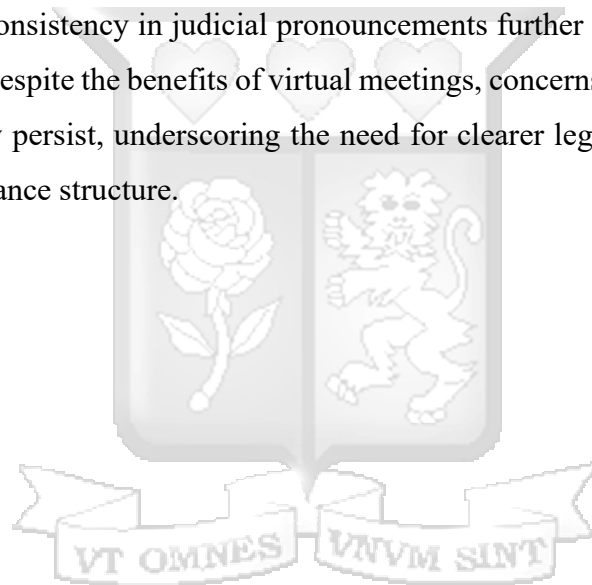 onsistency in judicial pronouncements further
espite the benefits of virtual meetings, concerns
persist, underscoring the need for clearer leg
ance structure.
VT OMNES VNVM SINT